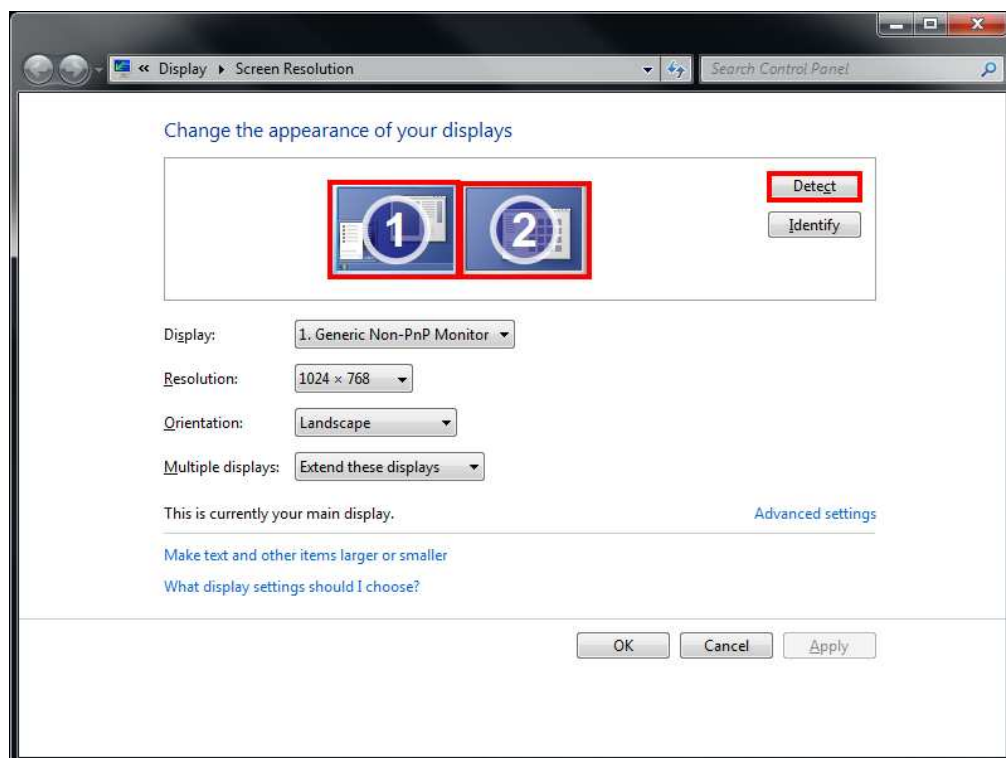 « Display ▸ Screen Resolution Search Control Panel
Change the appearance of your displays
1 2
Detect
Identify
Display: 1. Generic Non-PnP Monitor
Resolution: 1024 × 768
Orientation: Landscape
Multiple displays: Extend these displays
This is currently your main display. Advanced settings
Make text and other items larger or smaller
What display settings should I choose?
OK Cancel Apply